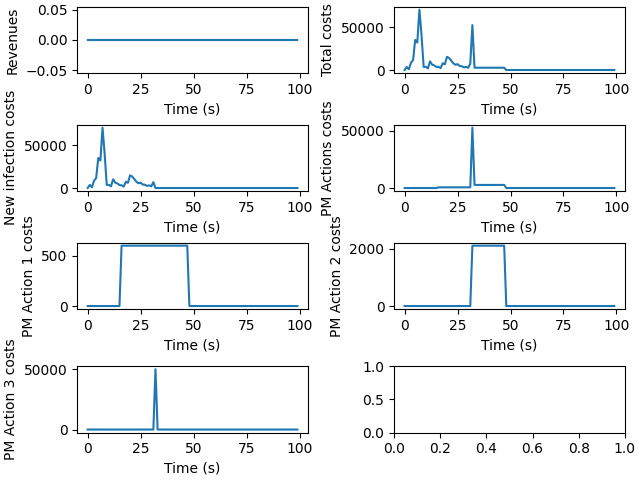 Revenues
0.05
0.00
−0.05
0 25 50 75 100
Time (s)
Total costs
50000
0
0 25 50 75 100
Time (s)
New infection costs
50000
0
0 25 50 75 100
Time (s)
PM Actions costs
50000
0
0 25 50 75 100
Time (s)
PM Action 1 costs
500
0
0 25 50 75 100
Time (s)
PM Action 2 costs
2000
0
0 25 50 75 100
Time (s)
PM Action 3 costs
50000
0
0 25 50 75 100
Time (s)
1.0
0.5
0.0
0.0 0.2 0.4 0.6 0.8 1.0